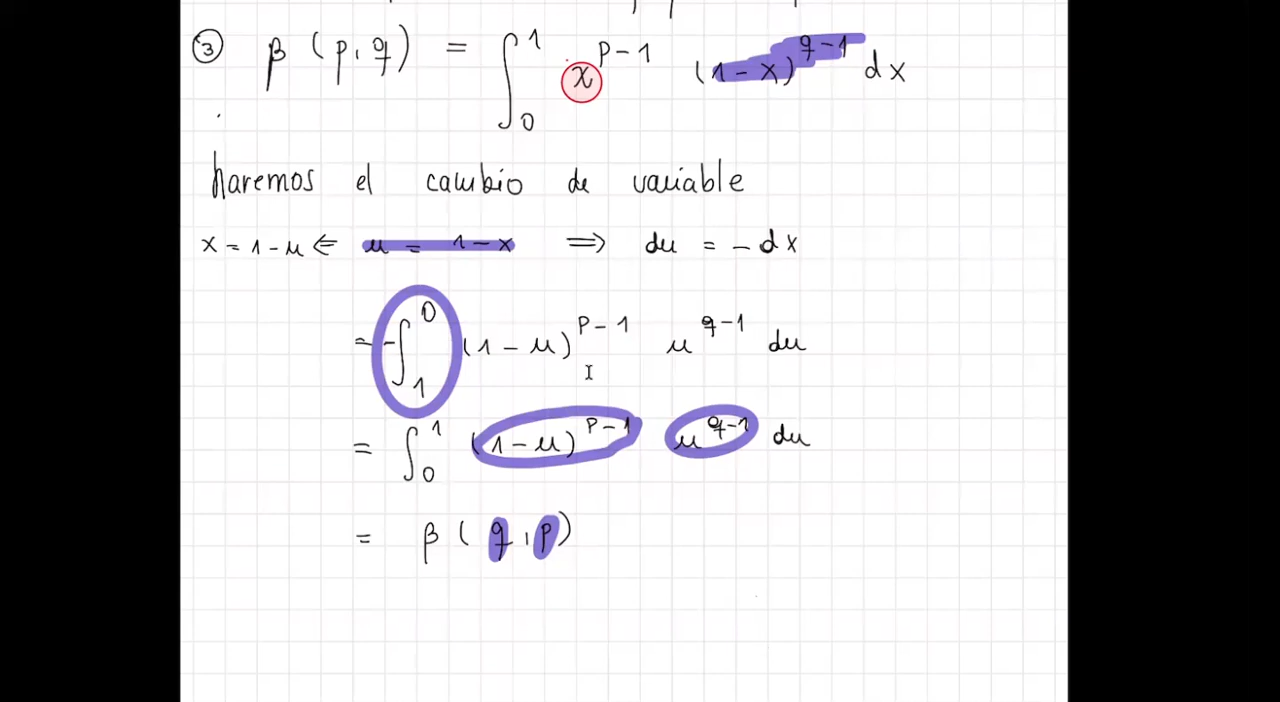 ③ β (p, q) = ∫₀¹ x^{p-1} (1-x)^{q-1} dx
haremos el cambio de variable
x = 1-u ⇐ u = 1-x ⟹ du = -dx
= -∫₁⁰ (1-u)^{p-1} u^{q-1} du
= ∫₀¹ (1-u)^{p-1} u^{q-1} du
= β (q, p)